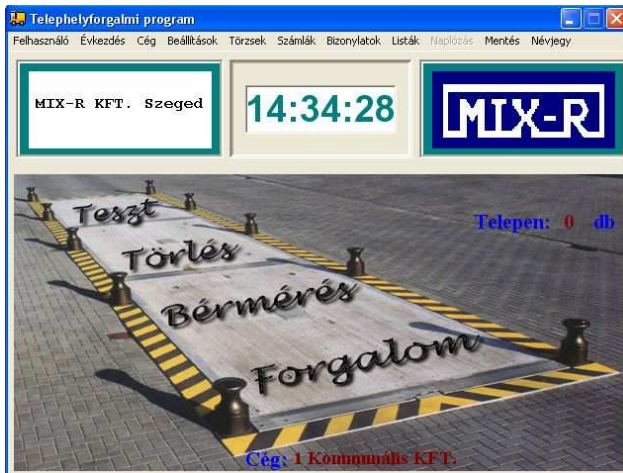 Telephelyforgalmi program
Felhasználó Évkezdés Cég Beállítások Törzsek Számlák Bizonylatok Listák Naplózás Mentés Névjegy
MIX-R KFT. Szeged
14:34:28
MIX-R
Telepen: 0 db
Teszt
Törlés
Bérmérés
Forgalom
Cég: 1 Kommunális KFT.